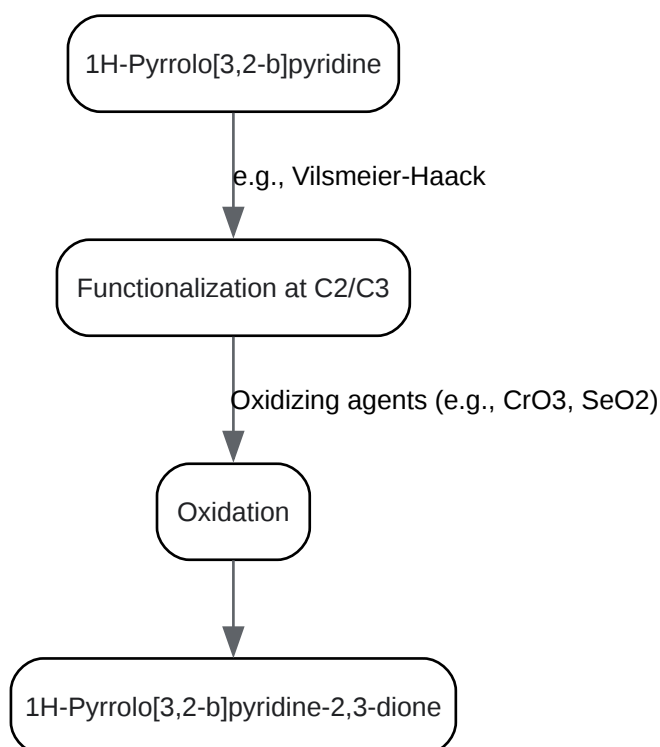 1H-Pyrrolo[3,2-b]pyridine
e.g., Vilsmeier-Haack
Functionalization at C2/C3
Oxidizing agents (e.g., CrO3, SeO2)
Oxidation
1H-Pyrrolo[3,2-b]pyridine-2,3-dione